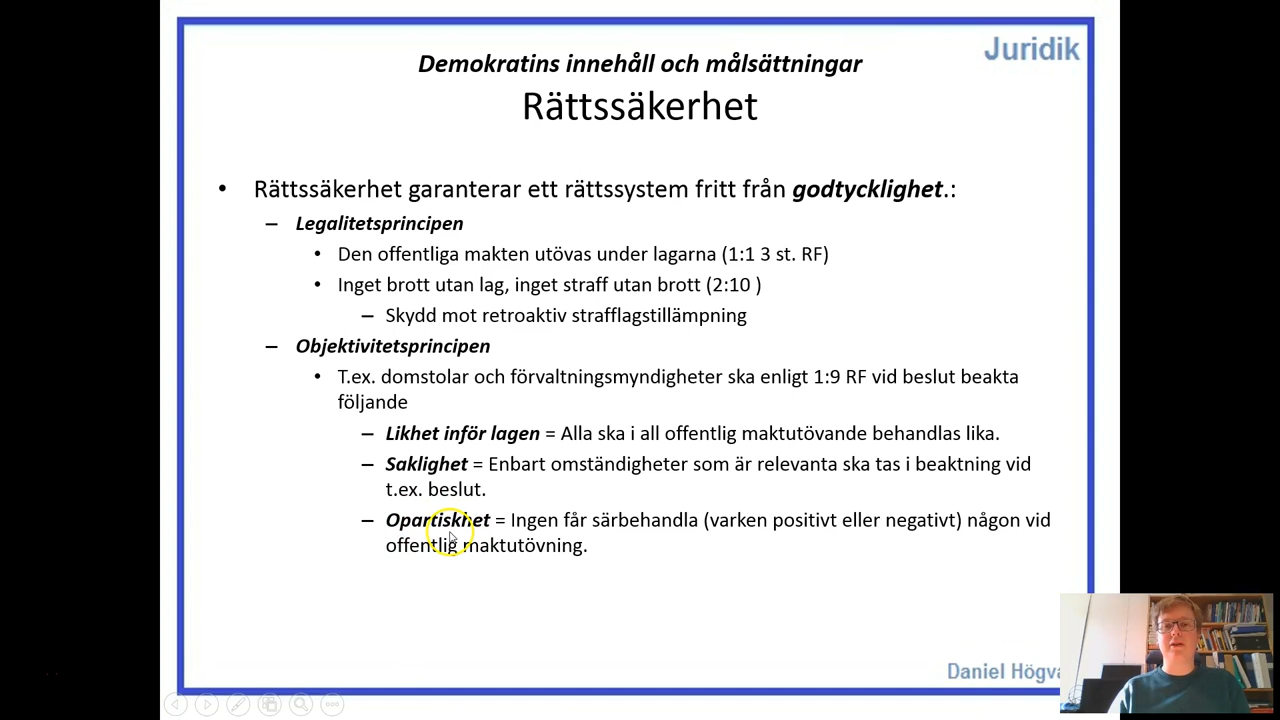 Juridik
Demokratins innehåll och målsättningar
Rättssäkerhet
• Rättssäkerhet garanterar ett rättssystem fritt från godtycklighet.:
– Legalitetsprincipen
• Den offentliga makten utövas under lagarna (1:1 3 st. RF)
• Inget brott utan lag, inget straff utan brott (2:10 )
– Skydd mot retroaktiv strafflagstillämpning
– Objektivitetsprincipen
• T.ex. domstolar och förvaltningsmyndigheter ska enligt 1:9 RF vid beslut beakta
följande
– Likhet inför lagen = Alla ska i all offentlig maktutövande behandlas lika.
– Saklighet = Enbart omständigheter som är relevanta ska tas i beaktning vid
t.ex. beslut.
– Opartiskhet = Ingen får särbehandla (varken positivt eller negativt) någon vid
offentlig maktutövning.
Daniel